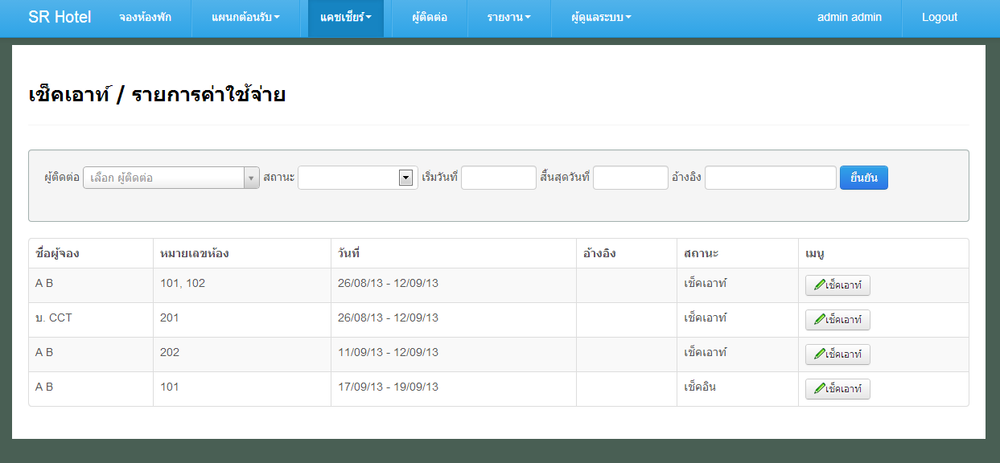 SR Hotel จองห้องพัก แผนกต้อนรับ แคชเชียร์ ผู้ติดต่อ รายงาน ผู้ดูแลระบบ admin admin Logout
เช็คเอาท์ / รายการค่าใช้จ่าย
ผู้ติดต่อ เลือก ผู้ติดต่อ สถานะ เริ่มวันที่ สิ้นสุดวันที่ อ้างอิง ยืนยัน
ชื่อผู้จอง หมายเลขห้อง วันที่ อ้างอิง สถานะ เมนู
A B 101, 102 26/08/13 - 12/09/13 เช็คเอาท์ เช็คเอาท์
บ. CCT 201 26/08/13 - 12/09/13 เช็คเอาท์ เช็คเอาท์
A B 202 11/09/13 - 12/09/13 เช็คเอาท์ เช็คเอาท์
A B 101 17/09/13 - 19/09/13 เช็คอิน เช็คเอาท์